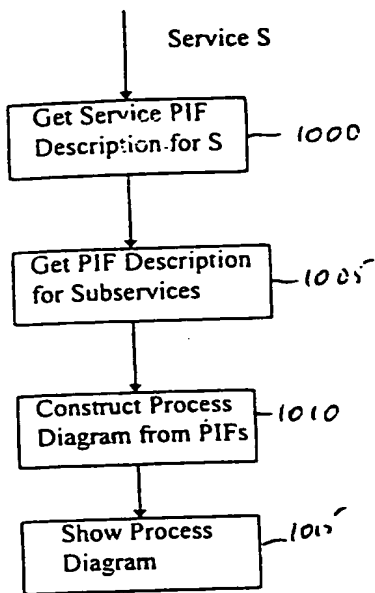 Service S
Get Service PIF
Description for S
1000
Get PIF Description
for Subservices
1005
Construct Process
Diagram from PIFs
1010
Show Process
Diagram
1015